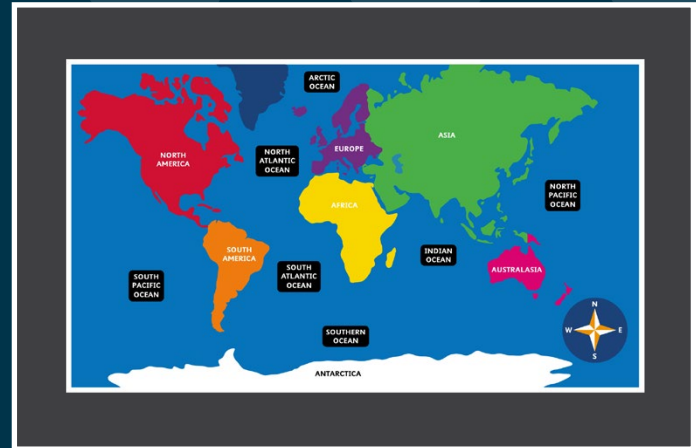 ARCTIC
OCEAN
ASIA
NORTH
ATLANTIC
OCEAN
EUROPE
NORTH
AMERICA
NORTH
PACIFIC
OCEAN
AFRICA
SOUTH
AMERICA
INDIAN
OCEAN
SOUTH
ATLANTIC
OCEAN
AUSTRALASIA
SOUTH
PACIFIC
OCEAN
N
W
E
S
SOUTHERN
OCEAN
ANTARCTICA